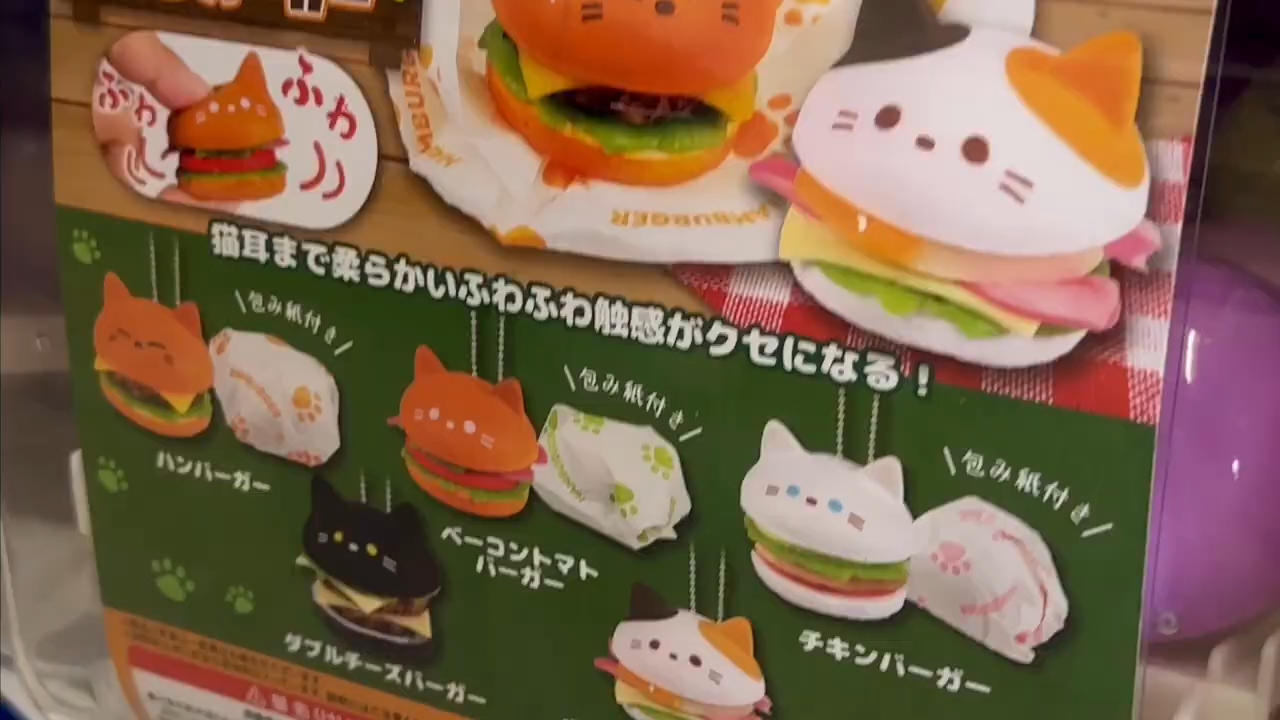 ふわ
ふわ
HAMBURGER
猫耳まで柔らかいふわふわ触感がクセになる!
包み紙付き
包み紙付き
包み紙付き
ハンバーガー
ベーコントマト
バーガー
ダブルチーズバーガー
チキンバーガー